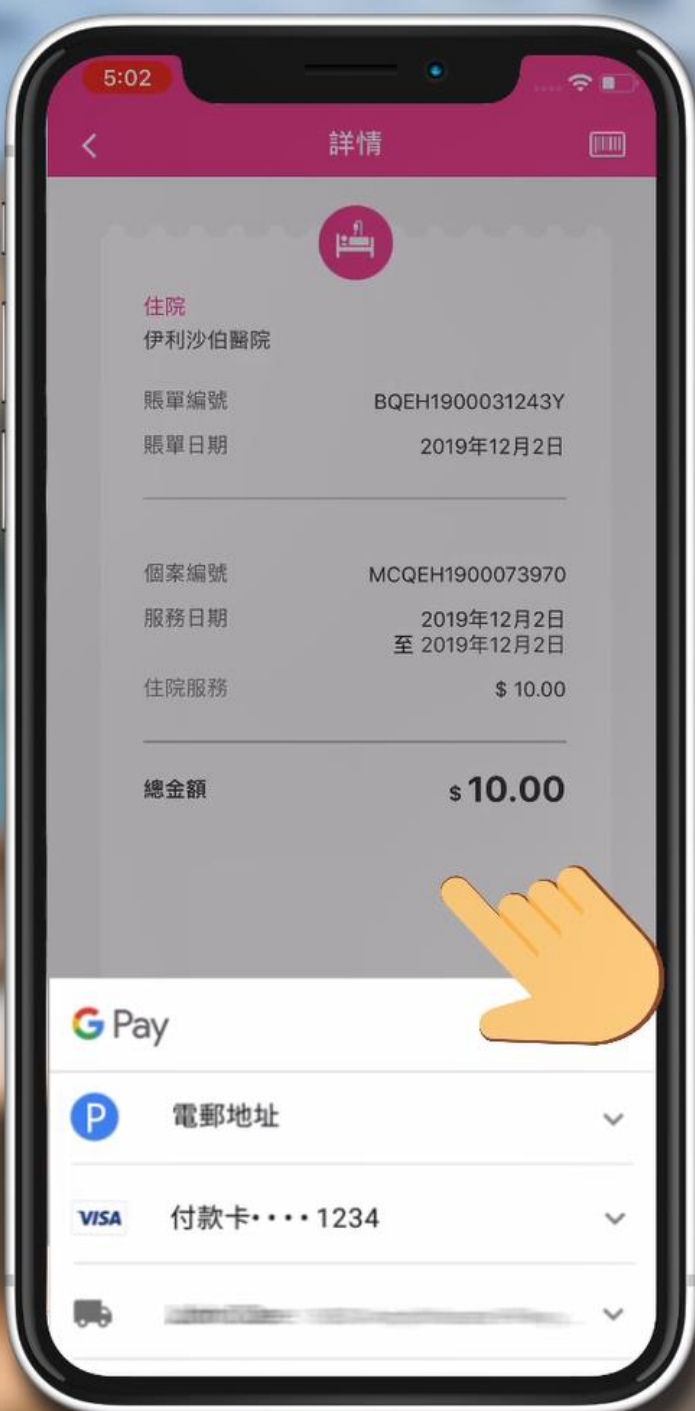 5:02
詳情
住院
伊利沙伯醫院
賬單編號 BQEH1900031243Y
賬單日期 2019年12月2日
個案編號 MCQEH1900073970
服務日期 2019年12月2日
至 2019年12月2日
住院服務 $ 10.00
總金額 $ 10.00
G Pay
P 電郵地址
VISA 付款卡····1234